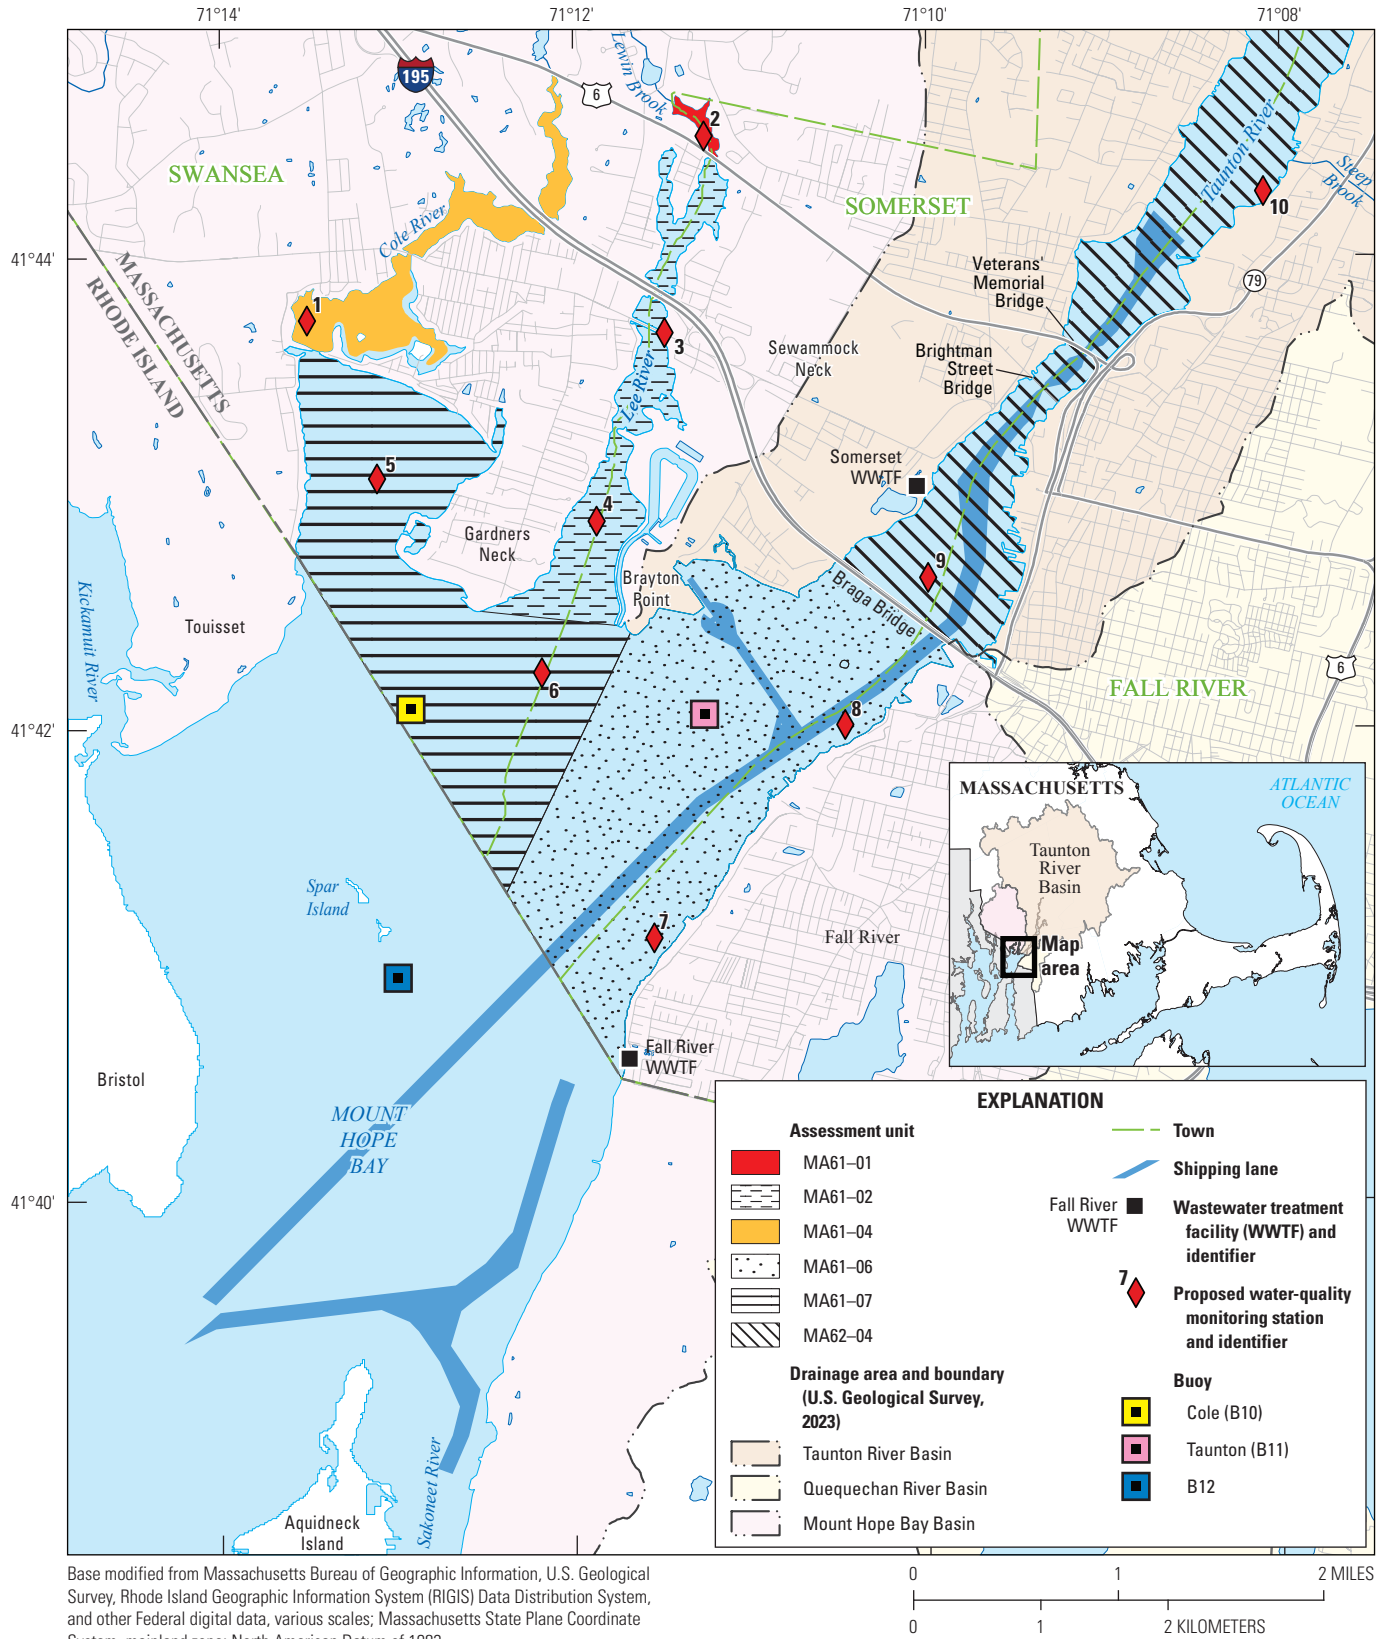 71°14'
71°12'
71°10'
71°08'
195
6
Lewin Brook
2
Taunton River
Steep
Brook
SWANSEA
SOMERSET
10
Cole River
41°44'
MASSACHUSETTS
RHODE ISLAND
Veterans'
Memorial
Bridge
79
1
3
Sewammock
Neck
Brightman
Street
Bridge
Lee River
5
Somerset
WWTF
4
Gardners
Neck
9
Brayton
Point
Braga Bridge
Kickamuit River
Touisset
6
6
FALL RIVER
8
41°42'
MASSACHUSETTS
ATLANTIC
OCEAN
Taunton
River
Basin
Map
area
Spar
Island
7
Fall River
Fall River
WWTF
Bristol
MOUNT
HOPE
BAY
41°40'
Sakoneet River
Aquidneck
Island
EXPLANATION
Assessment unit
MA61–01
MA61–02
MA61–04
MA61–06
MA61–07
MA62–04
Drainage area and boundary
(U.S. Geological Survey,
2023)
Taunton River Basin
Quequechan River Basin
Mount Hope Bay Basin
Town
Shipping lane
Fall River
WWTF
Wastewater treatment
facility (WWTF) and
identifier
7
Proposed water-quality
monitoring station
and identifier
Buoy
Cole (B10)
Taunton (B11)
B12
Base modified from Massachusetts Bureau of Geographic Information, U.S. Geological
Survey, Rhode Island Geographic Information System (RIGIS) Data Distribution System,
and other Federal digital data, various scales; Massachusetts State Plane Coordinate
System, mainland zone; North American Datum of 1983
0 1 2 MILES
0 1 2 KILOMETERS